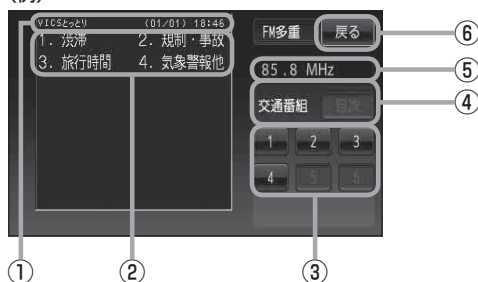 (例)
VICSとっとり (01/01) 18:46
1. 渋滞 2. 規制・事故
3. 旅行時間 4. 気象警報他
FM多重 戻る
85.8 MHz
交通番組 目次
1 2 3
4 5 6
⑥
⑤
④
① ② ③